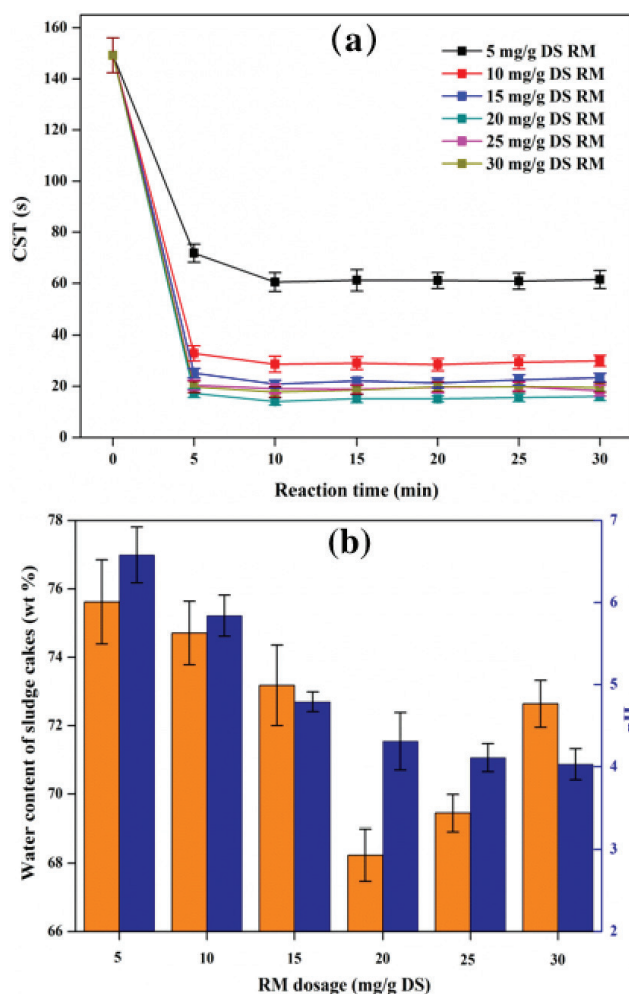 (a)
5 mg/g DS RM
10 mg/g DS RM
15 mg/g DS RM
20 mg/g DS RM
25 mg/g DS RM
30 mg/g DS RM
160
140
120
100
80
60
40
20
0
CST (s)
0 5 10 15 20 25 30
Reaction time (min)
(b)
78
76
74
72
70
68
66
Water content of sludge cakes (wt %)
7
6
5
4
3
2
5 10 15 20 25 30
RM dosage (mg/g DS)